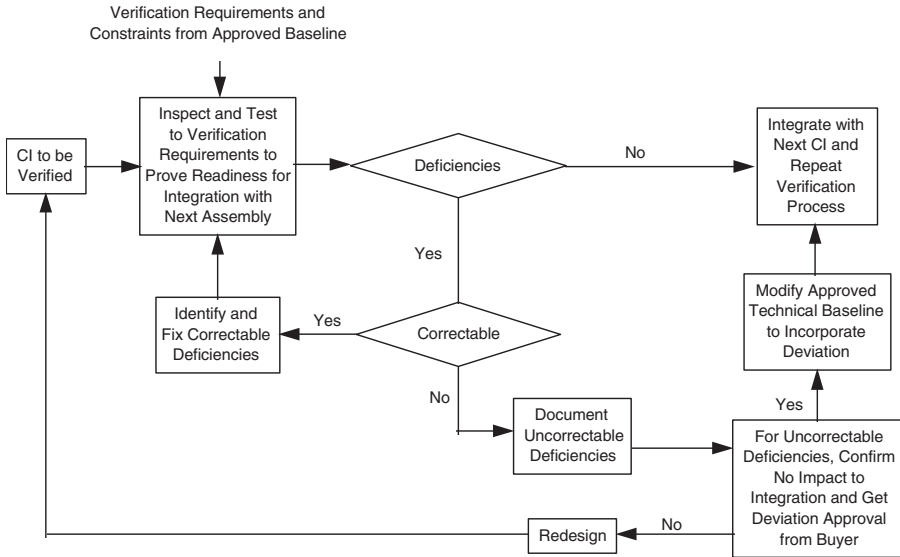 Verification Requirements and
Constraints from Approved Baseline
CI to be
Verified
Inspect and Test
to Verification
Requirements to
Prove Readiness for
Integration with
Next Assembly
Deficiencies
No
Integrate with
Next CI and
Repeat
Verification
Process
Yes
Identify and
Fix Correctable
Deficiencies
Yes
Correctable
Modify Approved
Technical Baseline
to Incorporate
Deviation
No
Document
Uncorrectable
Deficiencies
Yes
For Uncorrectable
Deficiencies, Confirm
No Impact to
Integration and Get
Deviation Approval
from Buyer
No
Redesign